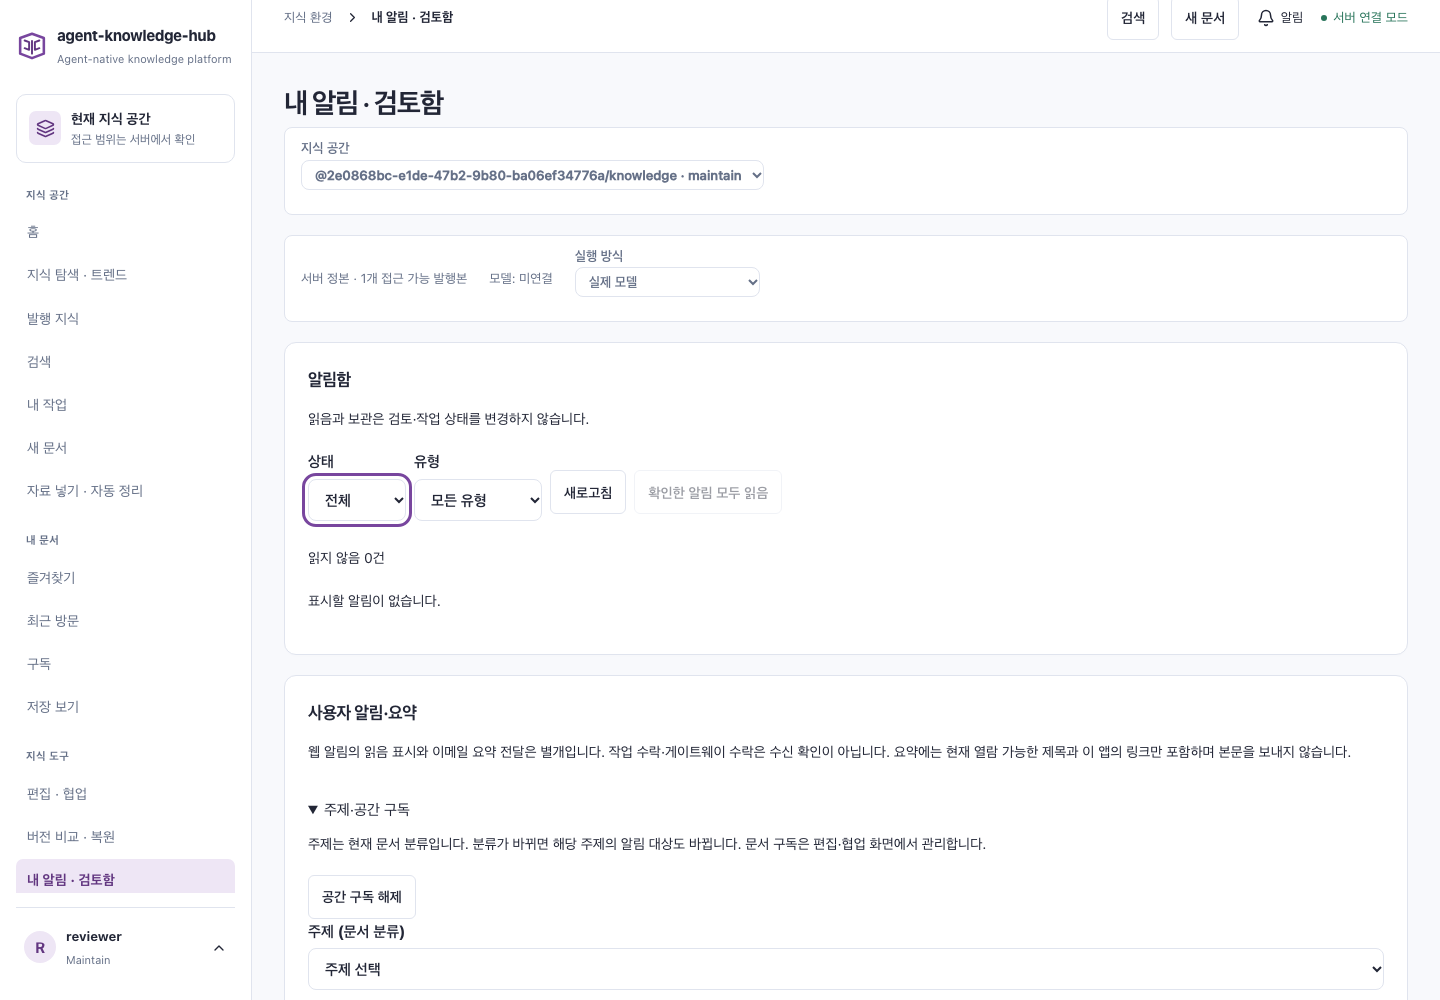 agent-knowledge-hub
Agent-native knowledge platform
현재 지식 공간
접근 범위는 서버에서 확인
지식 공간
홈
지식 탐색 · 트렌드
발행 지식
검색
내 작업
새 문서
자료 넣기 · 자동 정리
내 문서
즐겨찾기
최근 방문
구독
저장 보기
지식 도구
편집 · 협업
버전 비교 · 복원
내 알림 · 검토함
R
reviewer
Maintain
지식 환경 > 내 알림 · 검토함
검색
새 문서
알림
서버 연결 모드
내 알림 · 검토함
지식 공간
@2e0868bc-e1de-47b2-9b80-ba06ef34776a/knowledge · maintain
실행 방식
서버 정본 · 1개 접근 가능 발행본 모델: 미연결 실제 모델
알림함
읽음과 보관은 검토·작업 상태를 변경하지 않습니다.
상태 유형
전체 모든 유형 새로고침 확인한 알림 모두 읽음
읽지 않음 0건
표시할 알림이 없습니다.
사용자 알림·요약
웹 알림의 읽음 표시와 이메일 요약 전달은 별개입니다. 작업 수락·게이트웨이 수락은 수신 확인이 아닙니다. 요약에는 현재 열람 가능한 제목과 이 앱의 링크만 포함하며 본문을 보내지 않습니다.
▼ 주제·공간 구독
주제는 현재 문서 분류입니다. 분류가 바뀌면 해당 주제의 알림 대상도 바뀝니다. 문서 구독은 편집·협업 화면에서 관리합니다.
공간 구독 해제
주제 (문서 분류)
주제 선택